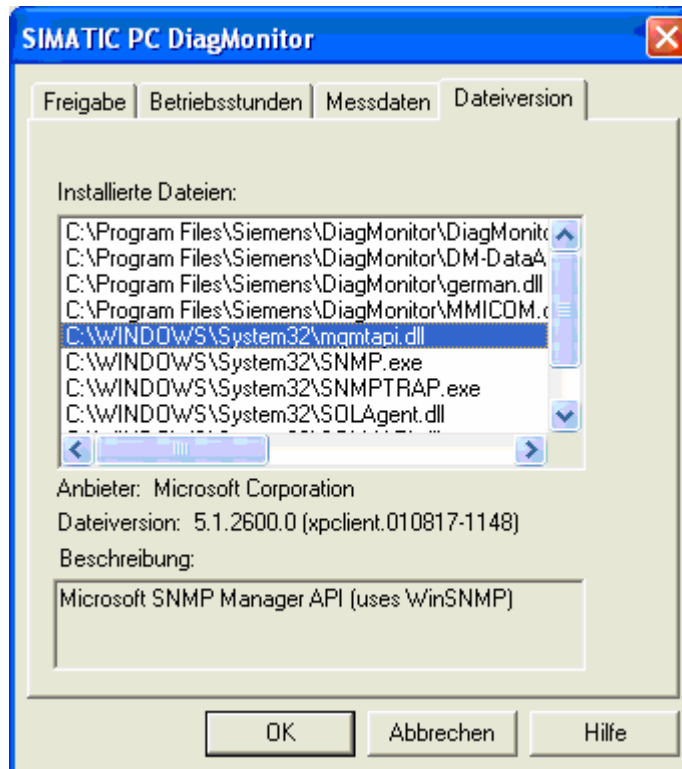 SIMATIC PC DiagMonitor
Freigabe Betriebsstunden Messdaten Dateiversion
Installierte Dateien:
C:\Program Files\Siemens\DiagMonitor\DiagMonito
C:\Program Files\Siemens\DiagMonitor\DM-DataA
C:\Program Files\Siemens\DiagMonitor\german.dll
C:\Program Files\Siemens\DiagMonitor\MMICOM.
C:\WINDOWS\System32\mgmtapi.dll
C:\WINDOWS\System32\SNMP.exe
C:\WINDOWS\System32\SNMPTRAP.exe
C:\WINDOWS\System32\SOLAgent.dll
Anbieter: Microsoft Corporation
Dateiversion: 5.1.2600.0 (xpclient.010817-1148)
Beschreibung:
Microsoft SNMP Manager API (uses WinSNMP)
OK Abbrechen Hilfe